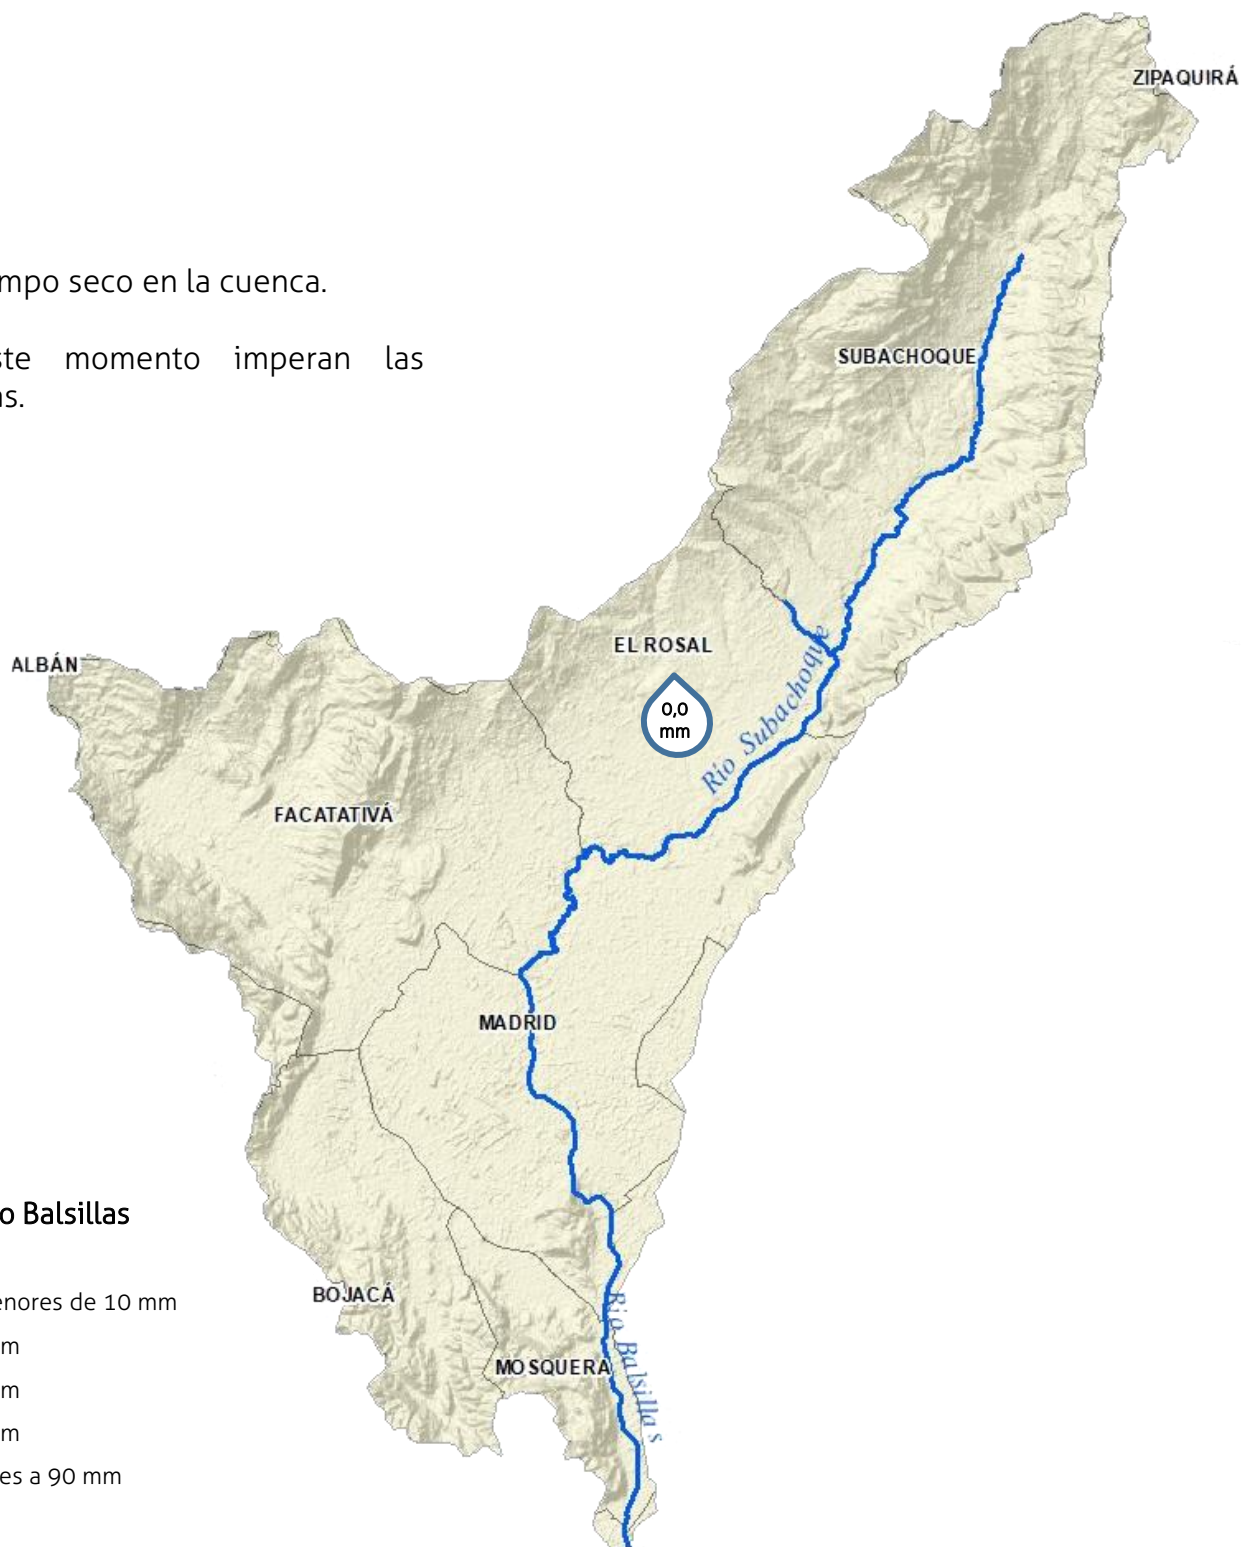 ZIPAQUIRÁ
mpo seco en la cuenca.
ste momento imperan las
as.
SUBACHOQUE
EL ROSAL
ALBÁN
0,0
mm
Río Subachoque
FACATATIVÁ
MADRID
o Balsillas
BOJACÁ
enores de 10 mm
Río Balsillas
m
MOSQUERA
m
m
es a 90 mm